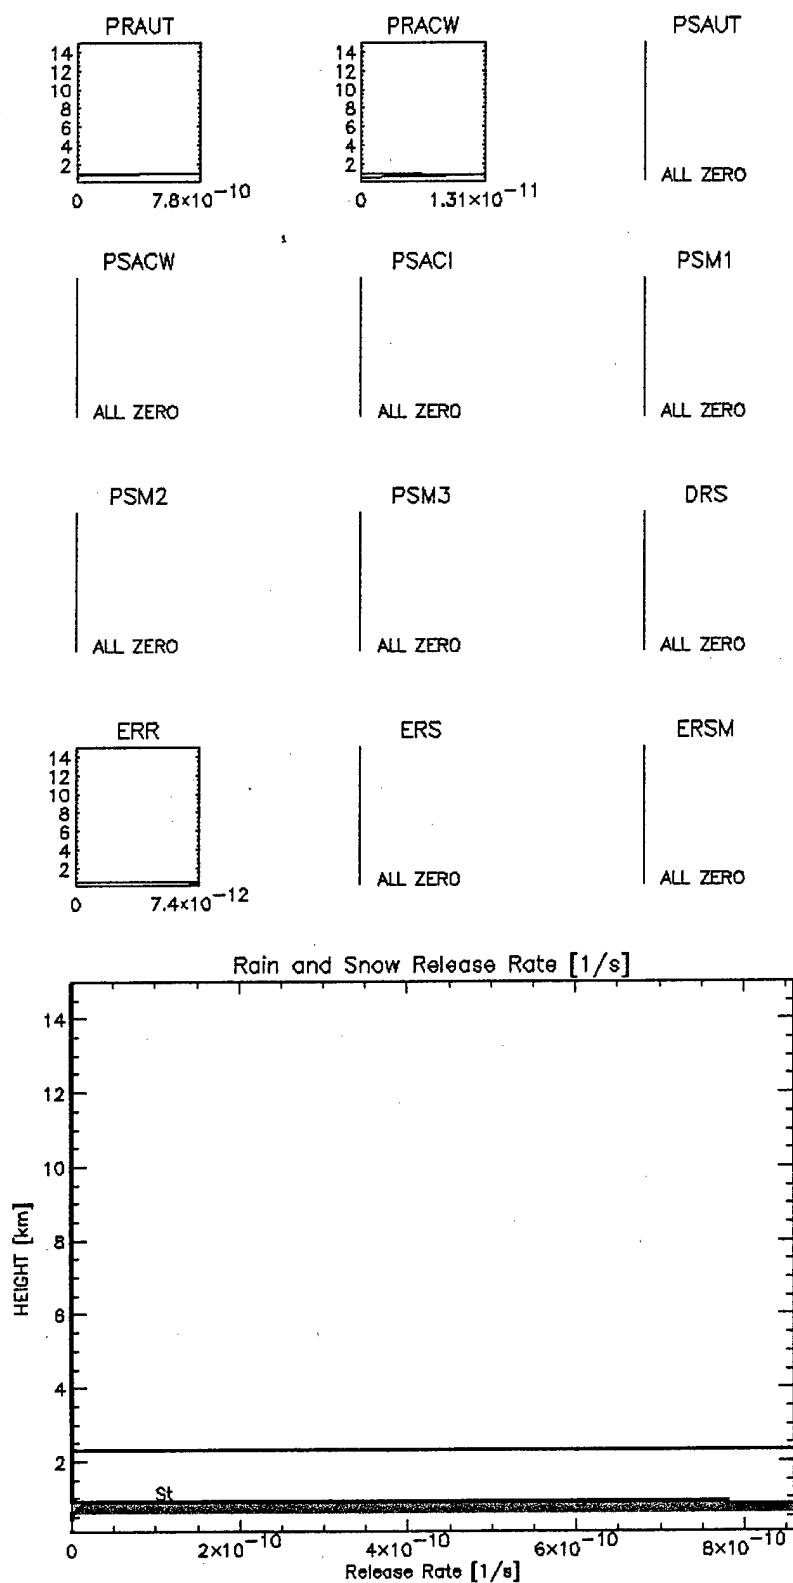 PRAUT PRACW PSAUT
14 14
12 12
10 10
8 8
6 6
4 4
2 2 ALL ZERO
0 7.8×10⁻¹⁰ 0 1.31×10⁻¹¹
PSACW PSACI PSM1
ALL ZERO ALL ZERO ALL ZERO
PSM2 PSM3 DRS
ALL ZERO ALL ZERO ALL ZERO
ERR ERS ERSM
14
12
10
8
6
4
2 ALL ZERO ALL ZERO
0 7.4×10⁻¹²
Rain and Snow Release Rate [1/s]
14
12
10
8
6
4
2
HEIGHT [km]
St
0 2×10⁻¹⁰ 4×10⁻¹⁰ 6×10⁻¹⁰ 8×10⁻¹⁰
Release Rate [1/s]